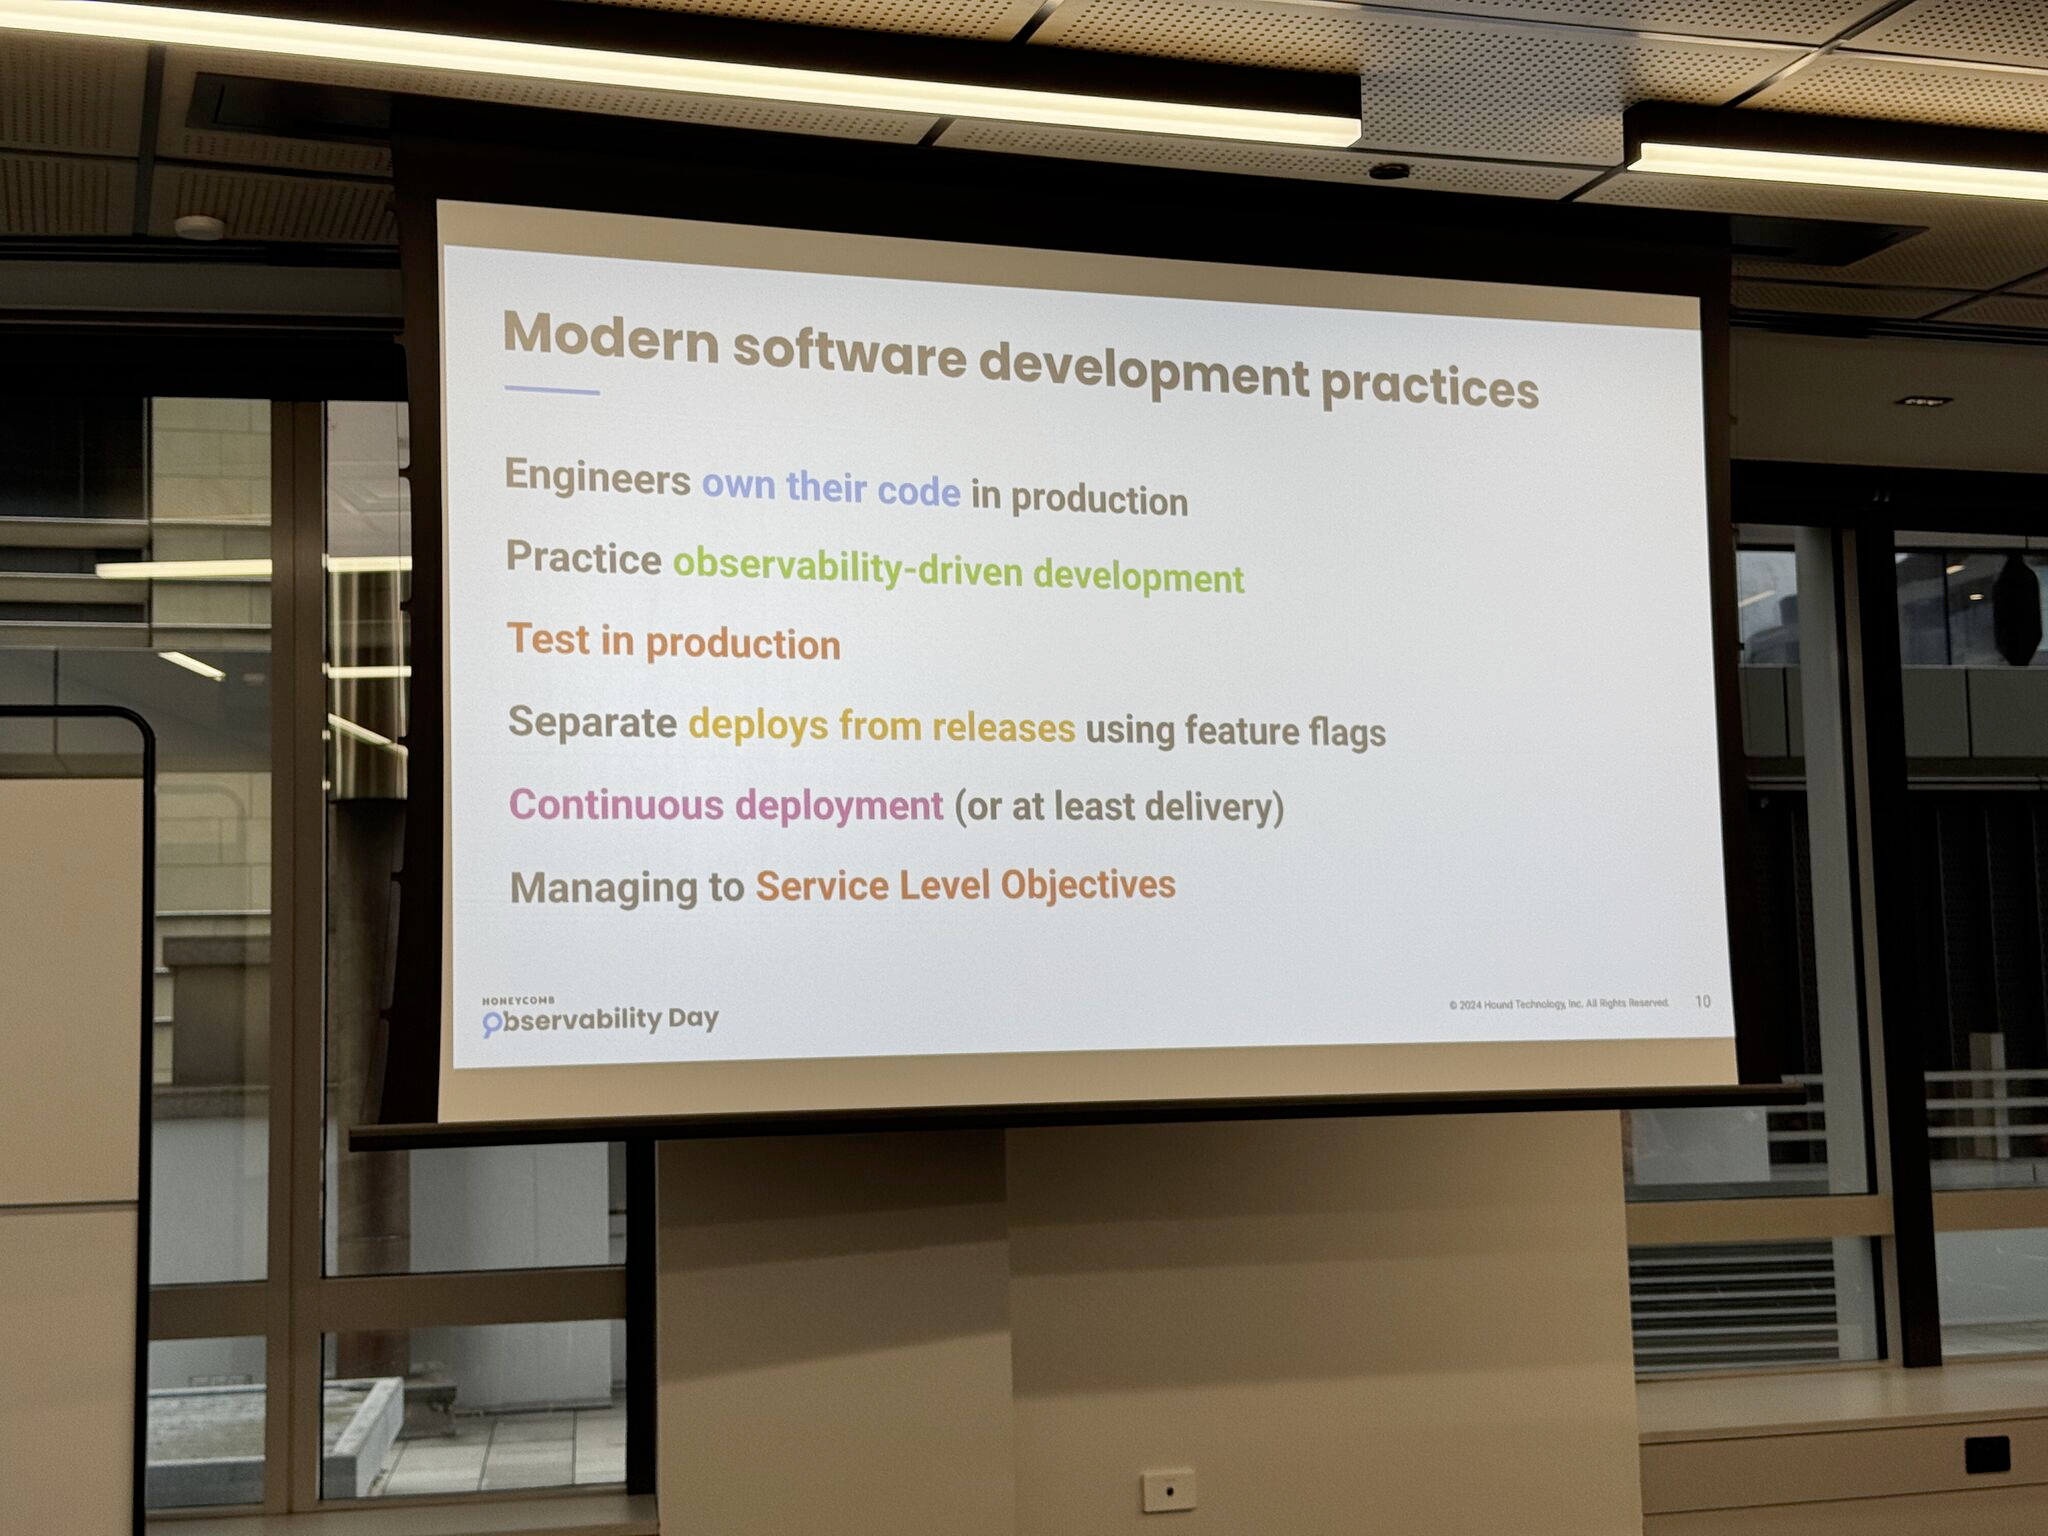 Modern software development practices
Engineers own their code in production
Practice observability-driven development
Test in production
Separate deploys from releases using feature flags
Continuous deployment (or at least delivery)
Managing to Service Level Objectives
HONEYCOMB
Observability Day
© 2024 Hound Technology, Inc. All Rights Reserved.
10